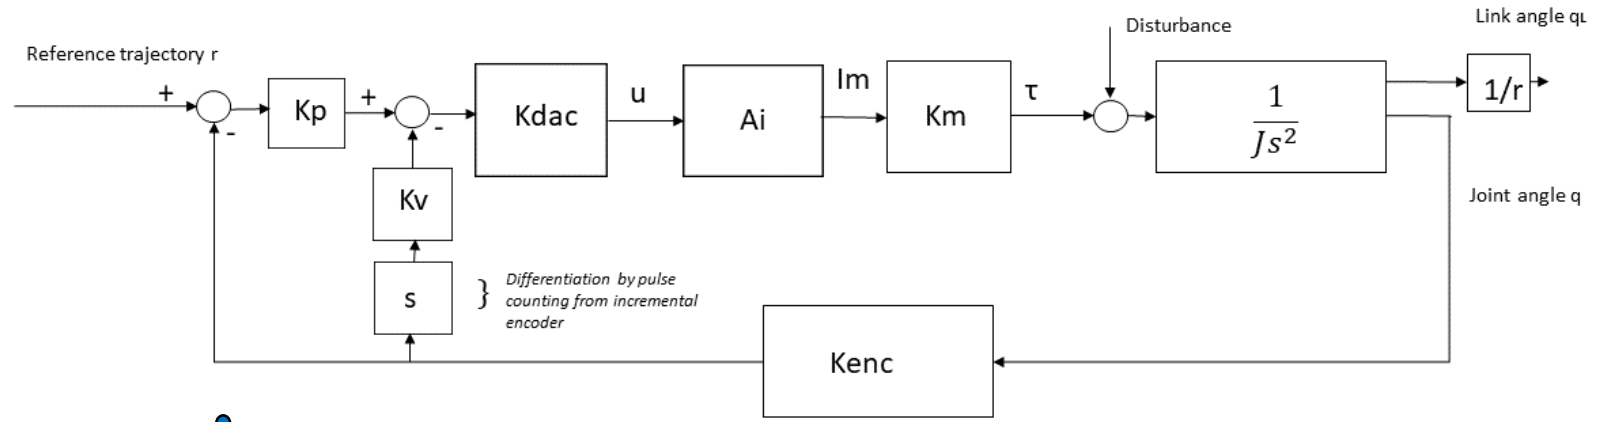 Link angle qʟ
Disturbance
Reference trajectory r
+
-
Kp
+
-
Kdac
u
Ai
Im
Km
τ
1
Js²
1/r
Joint angle q
Kv
s
} Differentiation by pulse
counting from incremental
encoder
Kenc